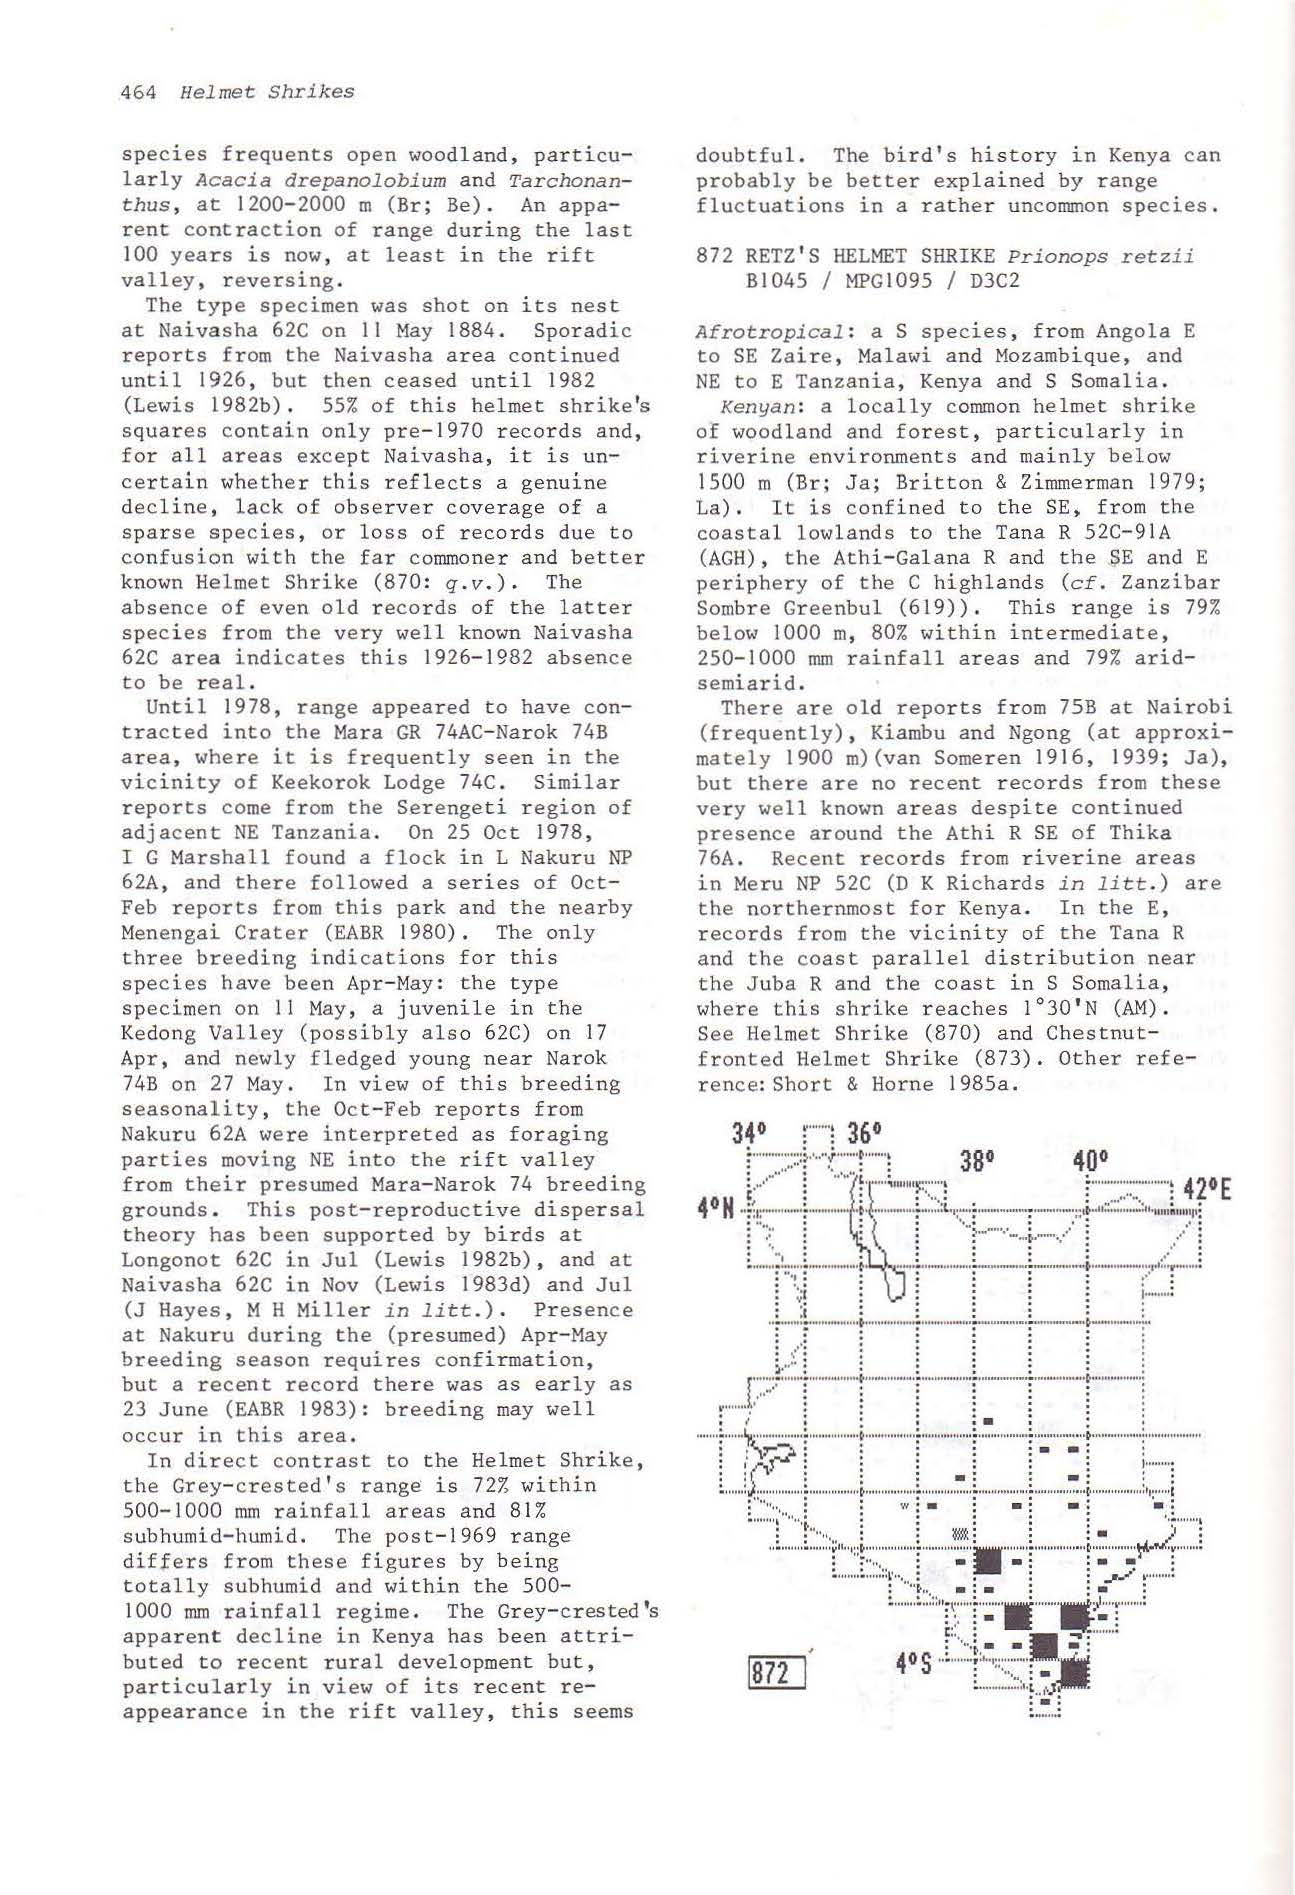 464 Helmet Shrikes
species frequents open woodland, particu-
larly Acacia drepanolobium and Tarchonan-
thus, at 1200-2000 m (Br; Be). An appa-
rent contraction of range during the last
100 years is now, at least in the rift
valley, reversing.
The type specimen was shot on its nest
at Naivasha 62C on 11 May 1884. Sporadic
reports from the Naivasha area continued
until 1926, but then ceased until 1982
(Lewis 1982b). 55% of this helmet shrike's
squares contain only pre-1970 records and,
for all areas except Naivasha, it is un-
certain whether this reflects a genuine
decline, lack of observer coverage of a
sparse species, or loss of records due to
confusion with the far commoner and better
known Helmet Shrike (870: q.v.). The
absence of even old records of the latter
species from the very well known Naivasha
62C area indicates this 1926-1982 absence
to be real.
Until 1978, range appeared to have con-
tracted into the Mara GR 74AC-Narok 74B
area, where it is frequently seen in the
vicinity of Keekorok Lodge 74C. Similar
reports come from the Serengeti region of
adjacent NE Tanzania. On 25 Oct 1978,
I G Marshall found a flock in L Nakuru NP
62A, and there followed a series of Oct-
Feb reports from this park and the nearby
Menengai Crater (EABR 1980). The only
three breeding indications for this
species have been Apr-May: the type
specimen on 11 May, a juvenile in the
Kedong Valley (possibly also 62C) on 17
Apr, and newly fledged young near Narok
74B on 27 May. In view of this breeding
seasonality, the Oct-Feb reports from
Nakuru 62A were interpreted as foraging
parties moving NE into the rift valley
from their presumed Mara-Narok 74 breeding
grounds. This post-reproductive dispersal
theory has been supported by birds at
Longonot 62C in Jul (Lewis 1982b), and at
Naivasha 62C in Nov (Lewis 1983d) and Jul
(J Hayes, M H Miller in litt.). Presence
at Nakuru during the (presumed) Apr-May
breeding season requires confirmation,
but a recent record there was as early as
23 June (EABR 1983): breeding may well
occur in this area.
In direct contrast to the Helmet Shrike,
the Grey-crested's range is 72% within
500-1000 mm rainfall areas and 81%
subhumid-humid. The post-1969 range
differs from these figures by being
totally subhumid and within the 500-
1000 mm rainfall regime. The Grey-crested's
apparent decline in Kenya has been attri-
buted to recent rural development but,
particularly in view of its recent re-
appearance in the rift valley, this seems
doubtful. The bird's history in Kenya can
probably be better explained by range
fluctuations in a rather uncommon species.
872 RETZ'S HELMET SHRIKE Prionops retzii
B1045 / MPG1095 / D3C2
Afrotropical: a S species, from Angola E
to SE Zaire, Malawi and Mozambique, and
NE to E Tanzania, Kenya and S Somalia.
Kenyan: a locally common helmet shrike
of woodland and forest, particularly in
riverine environments and mainly below
1500 m (Br; Ja; Britton & Zimmerman 1979;
La). It is confined to the SE, from the
coastal lowlands to the Tana R 52C-91A
(AGH), the Athi-Galana R and the SE and E
periphery of the C highlands (cf. Zanzibar
Sombre Greenbul (619)). This range is 79%
below 1000 m, 80% within intermediate,
250-1000 mm rainfall areas and 79% arid-
semiarid.
There are old reports from 75B at Nairobi
(frequently), Kiambu and Ngong (at approxi-
mately 1900 m)(van Someren 1916, 1939; Ja),
but there are no recent records from these
very well known areas despite continued
presence around the Athi R SE of Thika
76A. Recent records from riverine areas
in Meru NP 52C (D K Richards in litt.) are
the northernmost for Kenya. In the E,
records from the vicinity of the Tana R
and the coast parallel distribution near
the Juba R and the coast in S Somalia,
where this shrike reaches 1°30'N (AM).
See Helmet Shrike (870) and Chestnut-
fronted Helmet Shrike (873). Other refe-
rence: Short & Horne 1985a.
34° 36°
38° 40°
42°E
4°N
W
4°S
872